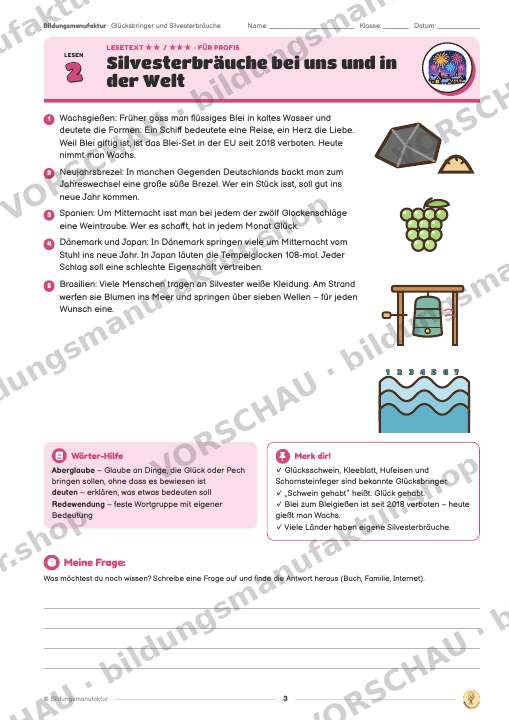 Bildungsmanufaktur · Glücksbringer und Silvesterbräuche Name: Klasse: Datum:
LESEN
2
LESETEXT ★★ / ★★★ · FÜR PROFIS
Silvesterbräuche bei uns und in
der Welt
1 Wachsgießen: Früher goss man flüssiges Blei in kaltes Wasser und
deutete die Formen: Ein Schiff bedeutete eine Reise, ein Herz die Liebe.
Weil Blei giftig ist, ist das Blei-Set in der EU seit 2018 verboten. Heute
nimmt man Wachs.
2 Neujahrsbrezel: In manchen Gegenden Deutschlands backt man zum
Jahreswechsel eine große süße Brezel. Wer ein Stück isst, soll gut ins
neue Jahr kommen.
3 Spanien: Um Mitternacht isst man bei jedem der zwölf Glockenschläge
eine Weintraube. Wer es schafft, hat in jedem Monat Glück.
4 Dänemark und Japan: In Dänemark springen viele um Mitternacht vom
Stuhl ins neue Jahr. In Japan läuten die Tempelglocken 108-mal. Jeder
Schlag soll eine schlechte Eigenschaft vertreiben.
5 Brasilien: Viele Menschen tragen an Silvester weiße Kleidung. Am Strand
werfen sie Blumen ins Meer und springen über sieben Wellen – für jeden
Wunsch eine.
1 2 3 4 5 6 7
Wörter-Hilfe
Aberglaube – Glaube an Dinge, die Glück oder Pech
bringen sollen, ohne dass es bewiesen ist
deuten – erklären, was etwas bedeuten soll
Redewendung – feste Wortgruppe mit eigener
Bedeutung
Merk dir!
✓ Glücksschwein, Kleeblatt, Hufeisen und
Schornsteinfeger sind bekannte Glücksbringer.
✓ „Schwein gehabt“ heißt: Glück gehabt.
✓ Blei zum Bleigießen ist seit 2018 verboten – heute
gießt man Wachs.
✓ Viele Länder haben eigene Silvesterbräuche.
Meine Frage:
Was möchtest du noch wissen? Schreibe eine Frage auf und finde die Antwort heraus (Buch, Familie, Internet).
© Bildungsmanufaktur
3
VORSCHAU · bildungsmanufaktur.shop